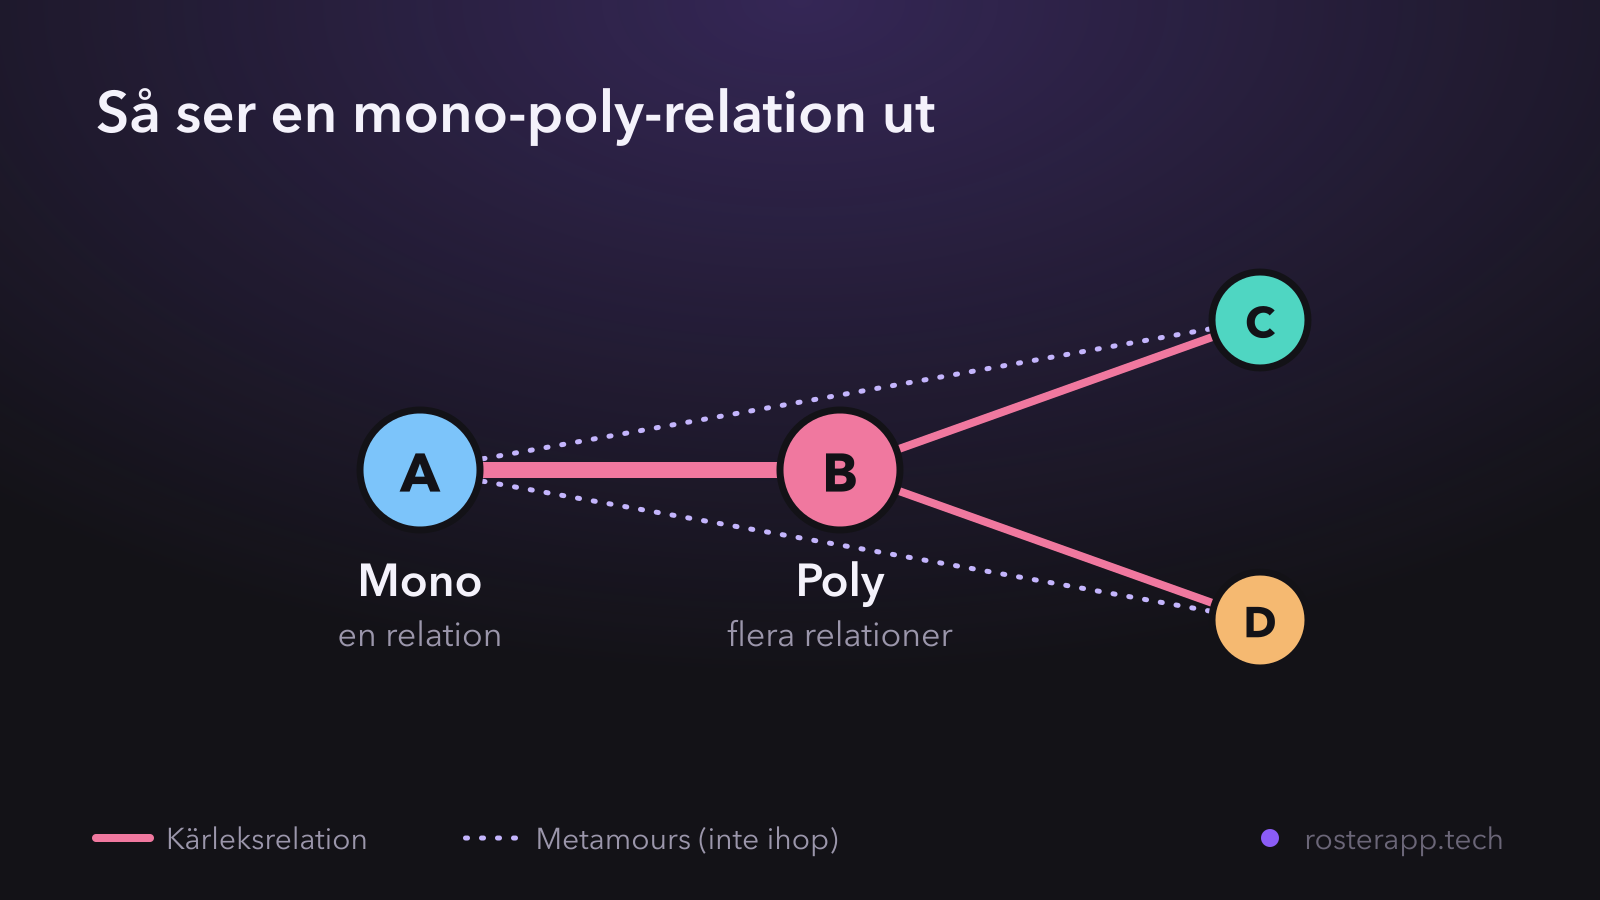 Så ser en mono-poly-relation ut
C
A
B
D
Mono
Poly
en relation
flera relationer
Kärleksrelation
Metamours (inte ihop)
rosterapp.tech